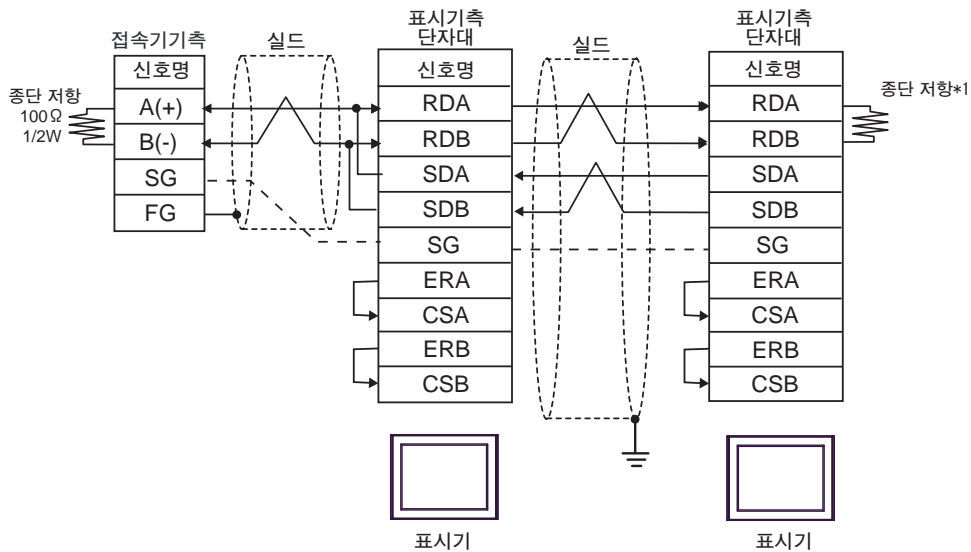 접속기기측
신호명
A(+)
B(-)
SG
FG
종단 저항
100Ω
1/2W
실드
표시기측
단자대
신호명
RDA
RDB
SDA
SDB
SG
ERA
CSA
ERB
CSB
표시기
실드
표시기측
단자대
신호명
RDA
RDB
SDA
SDB
SG
ERA
CSA
ERB
CSB
표시기
종단 저항*1